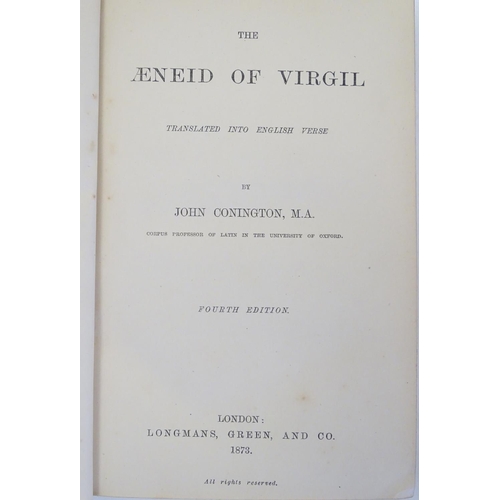 THE
ÆNEID OF VIRGIL
TRANSLATED INTO ENGLISH VERSE
BY
JOHN CONINGTON, M.A.
CORPUS PROFESSOR OF LATIN IN THE UNIVERSITY OF OXFORD.
FOURTH EDITION.
LONDON:
LONGMANS, GREEN, AND CO.
1873.
All rights reserved.